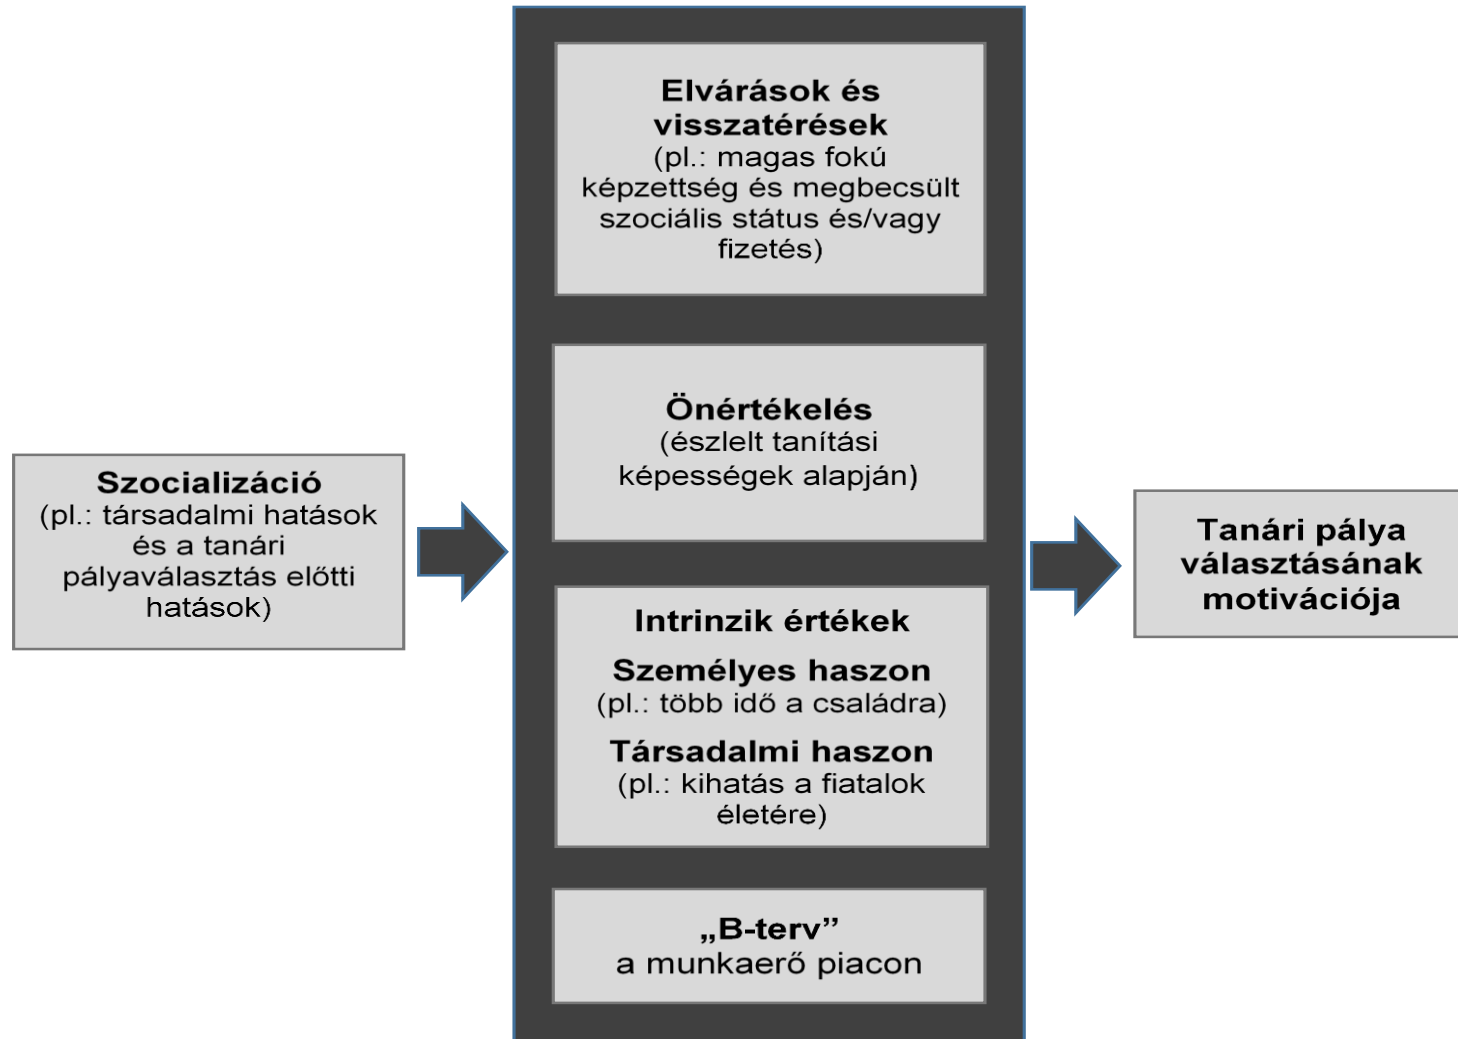 Szocializáció
(pl.: társadalmi hatások
és a tanári
pályaválasztás előtti
hatások)
Elvárások és
visszatérések
(pl.: magas fokú
képzettség és megbecsült
szociális státus és/vagy
fizetés)
Önértékelés
(észlelt tanítási
képességek alapján)
Intrinzik értékek
Személyes haszon
(pl.: több idő a családra)
Társadalmi haszon
(pl.: kihatás a fiatalok
életére)
„B-terv”
a munkaerő piacon
Tanári pálya
választásának
motivációja